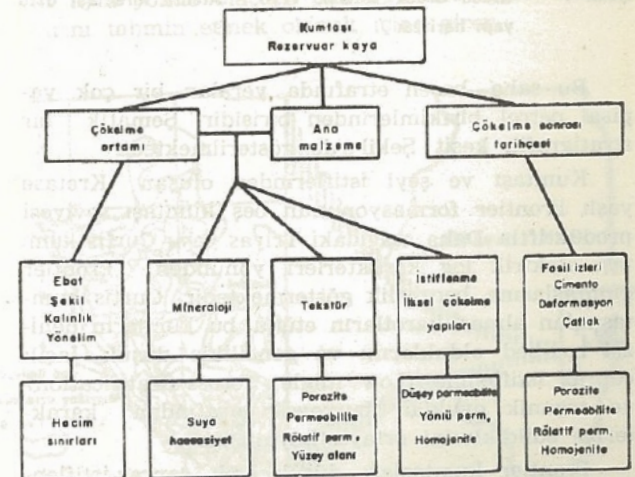 Kumtaşı
Rezervuar kaya
Çökelme
ortamı
Ana
malzeme
Çökelme sonrası
tarihçesi
Ebat
Şekil
Kalınlık
Yönelim
Mineraloji
Tekstür
İstiflenme
İlksel çökelme
yapıları
Fosil izleri
Çimento
Deformasyon
Çatlak
Hacim
sınırları
Suya
hassasiyet
Porozite
Permeabilite
Rölatif perm,
Yüzey alanı
Düşey permeabilite
Yönlü perm,
Homojenite
Porozite
Permeabilite
Rölatif perm,
Homojenite